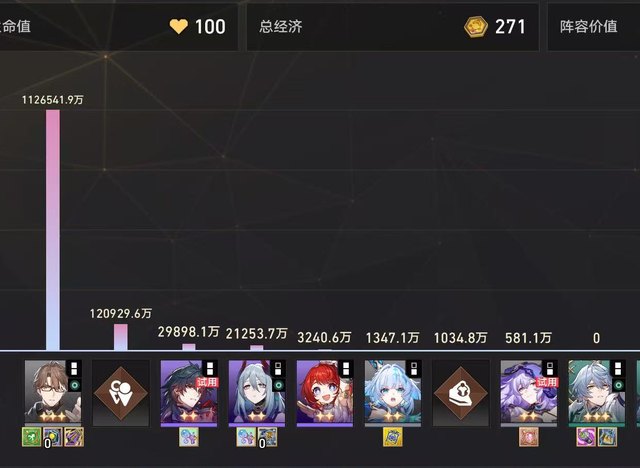 命值 100
总经济 271
阵容价值
1126541.9万
120929.6万
29898.1万
21253.7万
3240.6万
1347.1万
1034.8万
581.1万
0
试用
试用
0
0